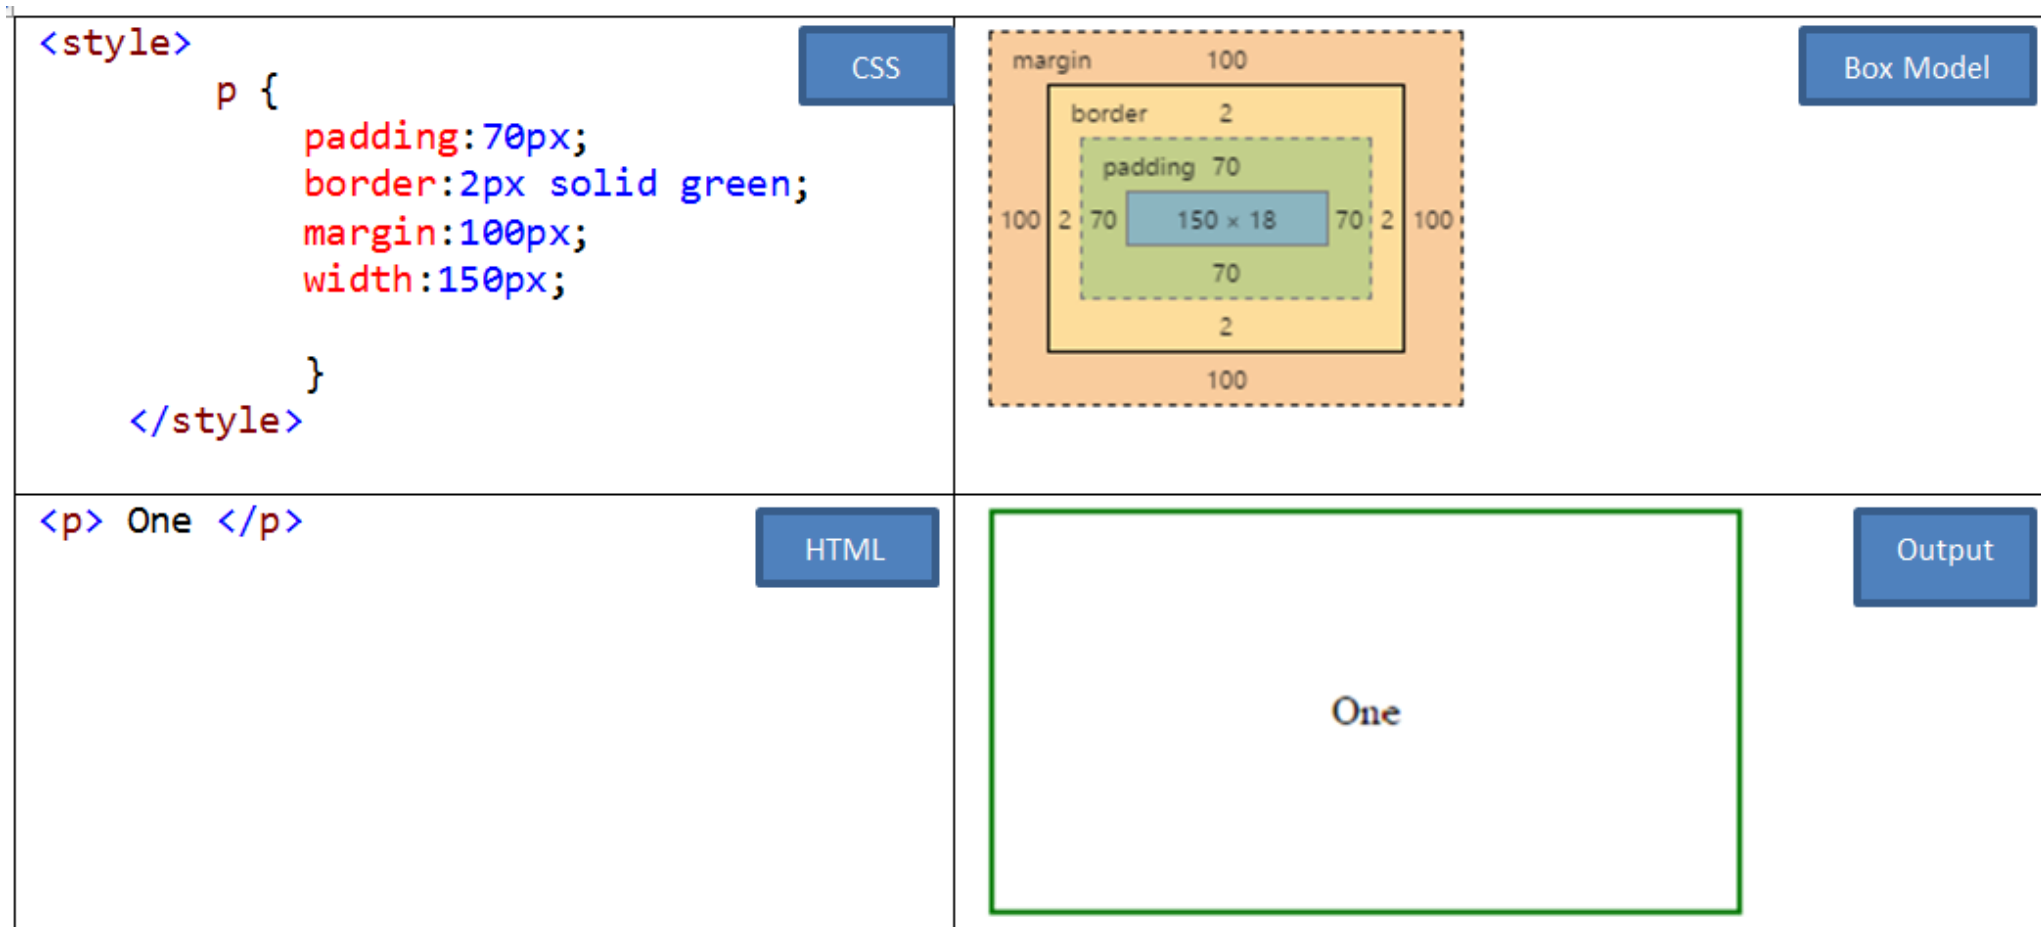 <style>
CSS
p {
padding:70px;
border:2px solid green;
margin:100px;
width:150px;
}
</style>
Box Model
margin 100
border 2
padding 70
100 2 70 150 × 18 70 2 100
70
2
100
<p> One </p>
HTML
Output
One